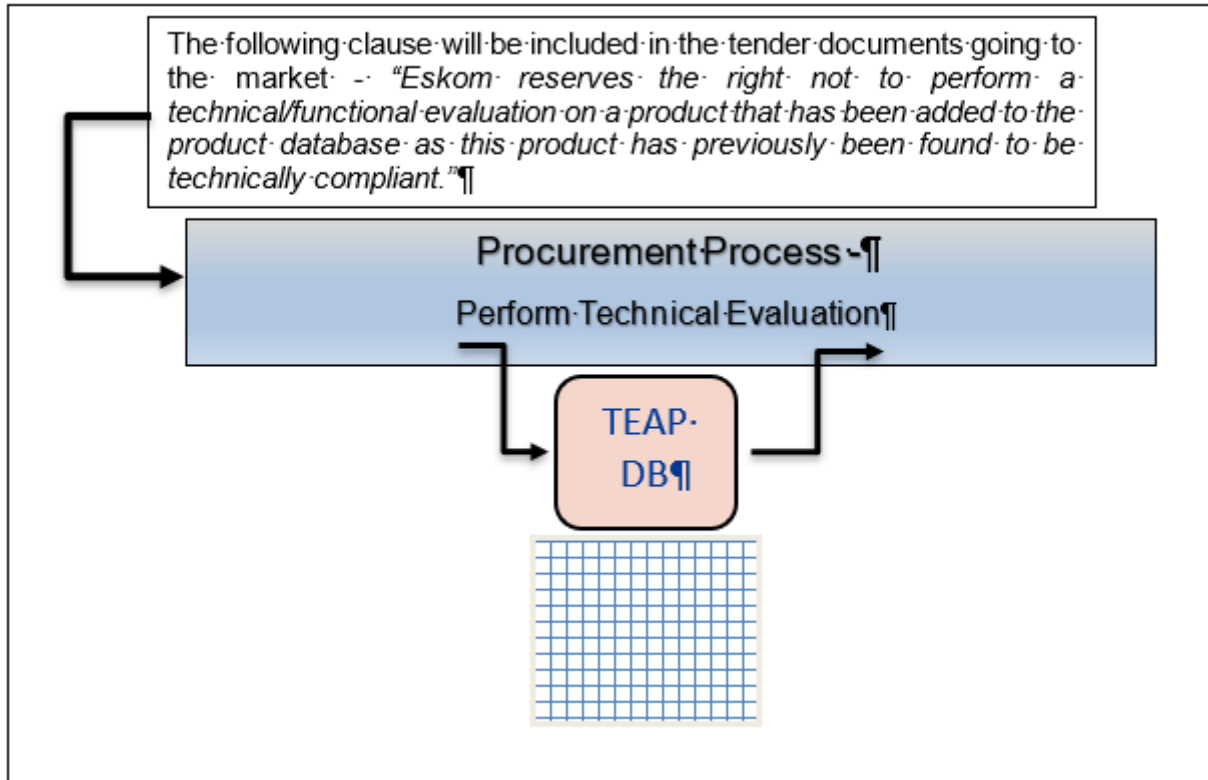 The·following·clause·will·be·included·in·the·tender·documents·going·to·
the· market· -· “Eskom· reserves· the· right· not· to· perform· a·
technical/functional·evaluation·on·a·product·that·has·been·added·to·the·
product· database· as· this· product· has· previously· been· found· to· be·
technically·compliant.”¶
Procurement·Process·-¶
Perform·Technical·Evaluation¶
TEAP·
DB¶